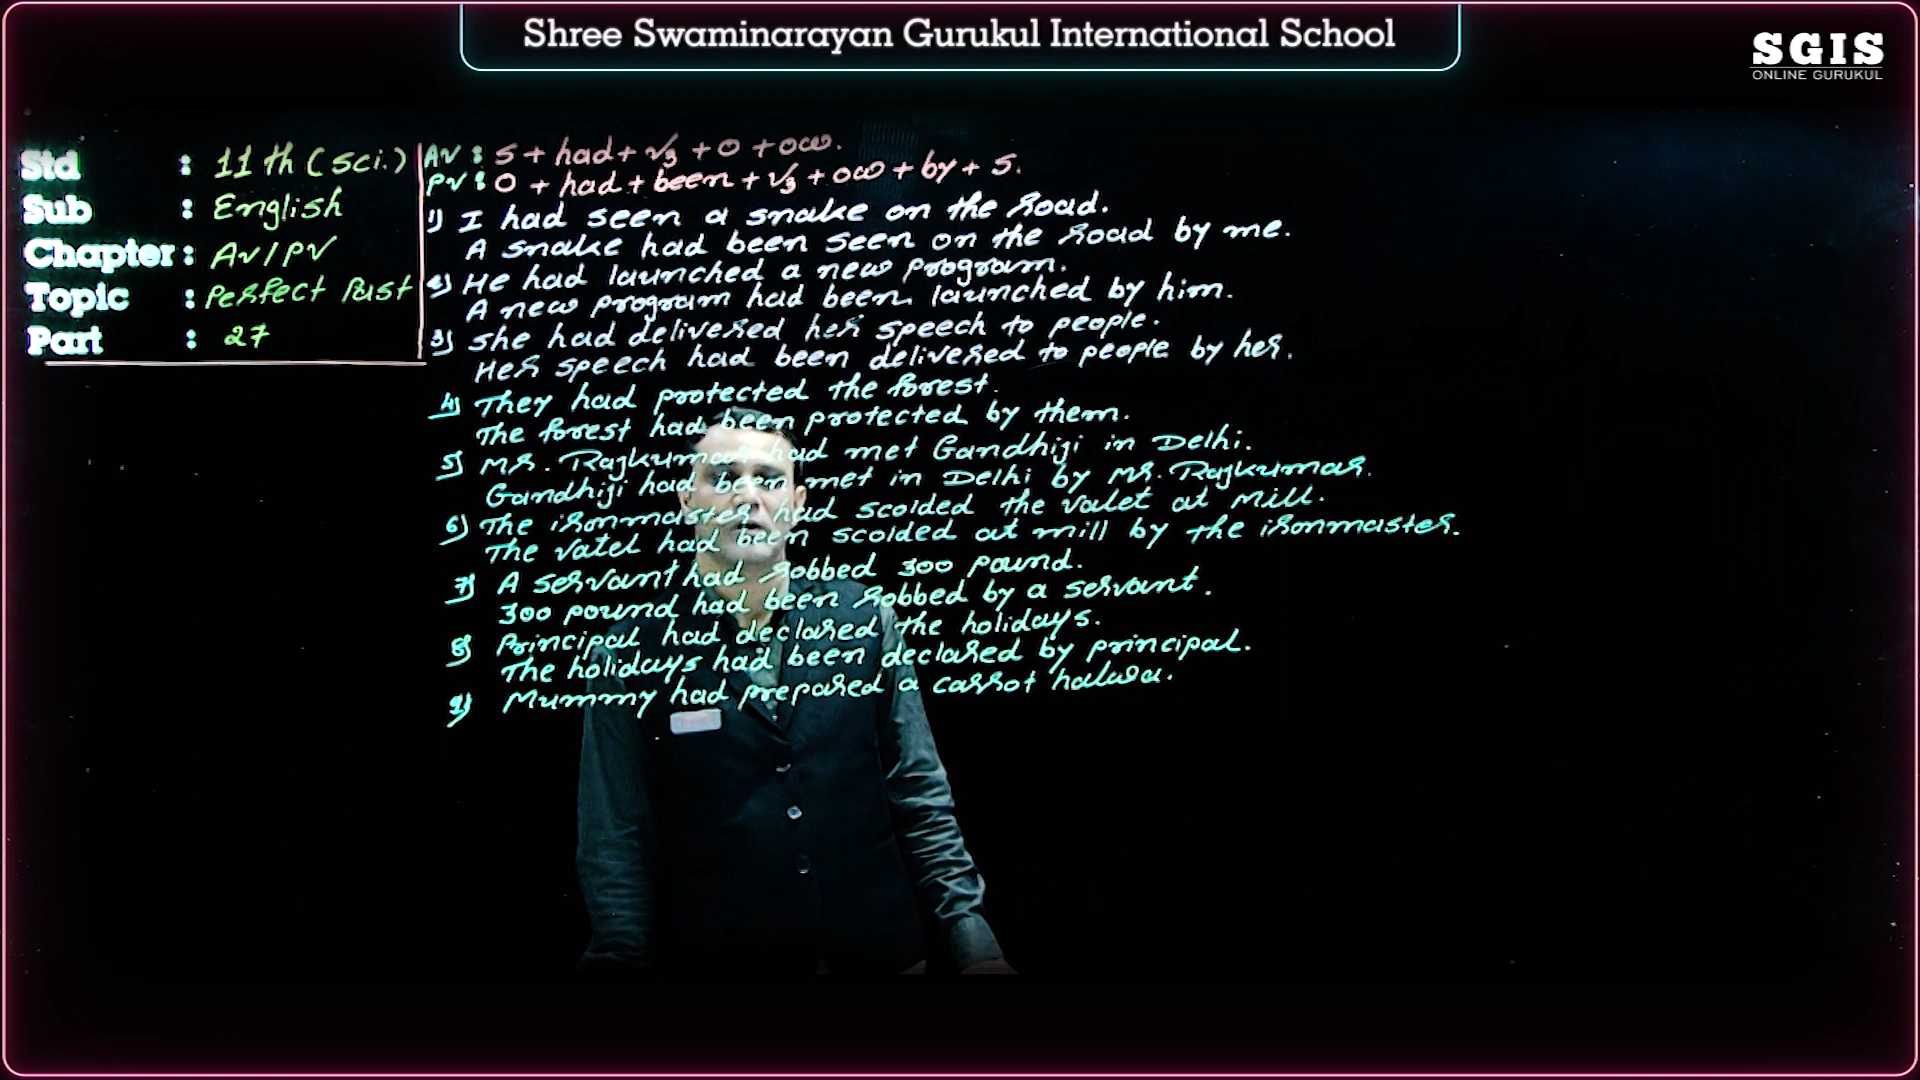 Shree Swaminarayan Gurukul International School
SGIS
ONLINE GURUKUL
Std : 11th (Sci.)
Sub : English
Chapter : AV/PV
Topic : Perfect Past
Part : 27
AV : S + had + V3 + O + OW.
PV : O + had + been + V3 + OW + by + S.
1) I had seen a snake on the road.
A snake had been seen on the road by me.
2) He had launched a new program.
A new program had been launched by him.
3) She had delivered her speech to people.
Her speech had been delivered to people by her.
4) They had protected the forest.
The forest had been protected by them.
5) Mr. Rajkumar had met Gandhiji in Delhi.
Gandhiji had been met in Delhi by Mr. Rajkumar.
6) The ironmaster had scolded the valet at Mill.
The vatel had been scolded at mill by the ironmaster.
7) A servant had robbed 300 pound.
300 pound had been robbed by a servant.
8) Principal had declared the holidays.
The holidays had been declared by principal.
9) Mummy had prepared a carrot halwa.